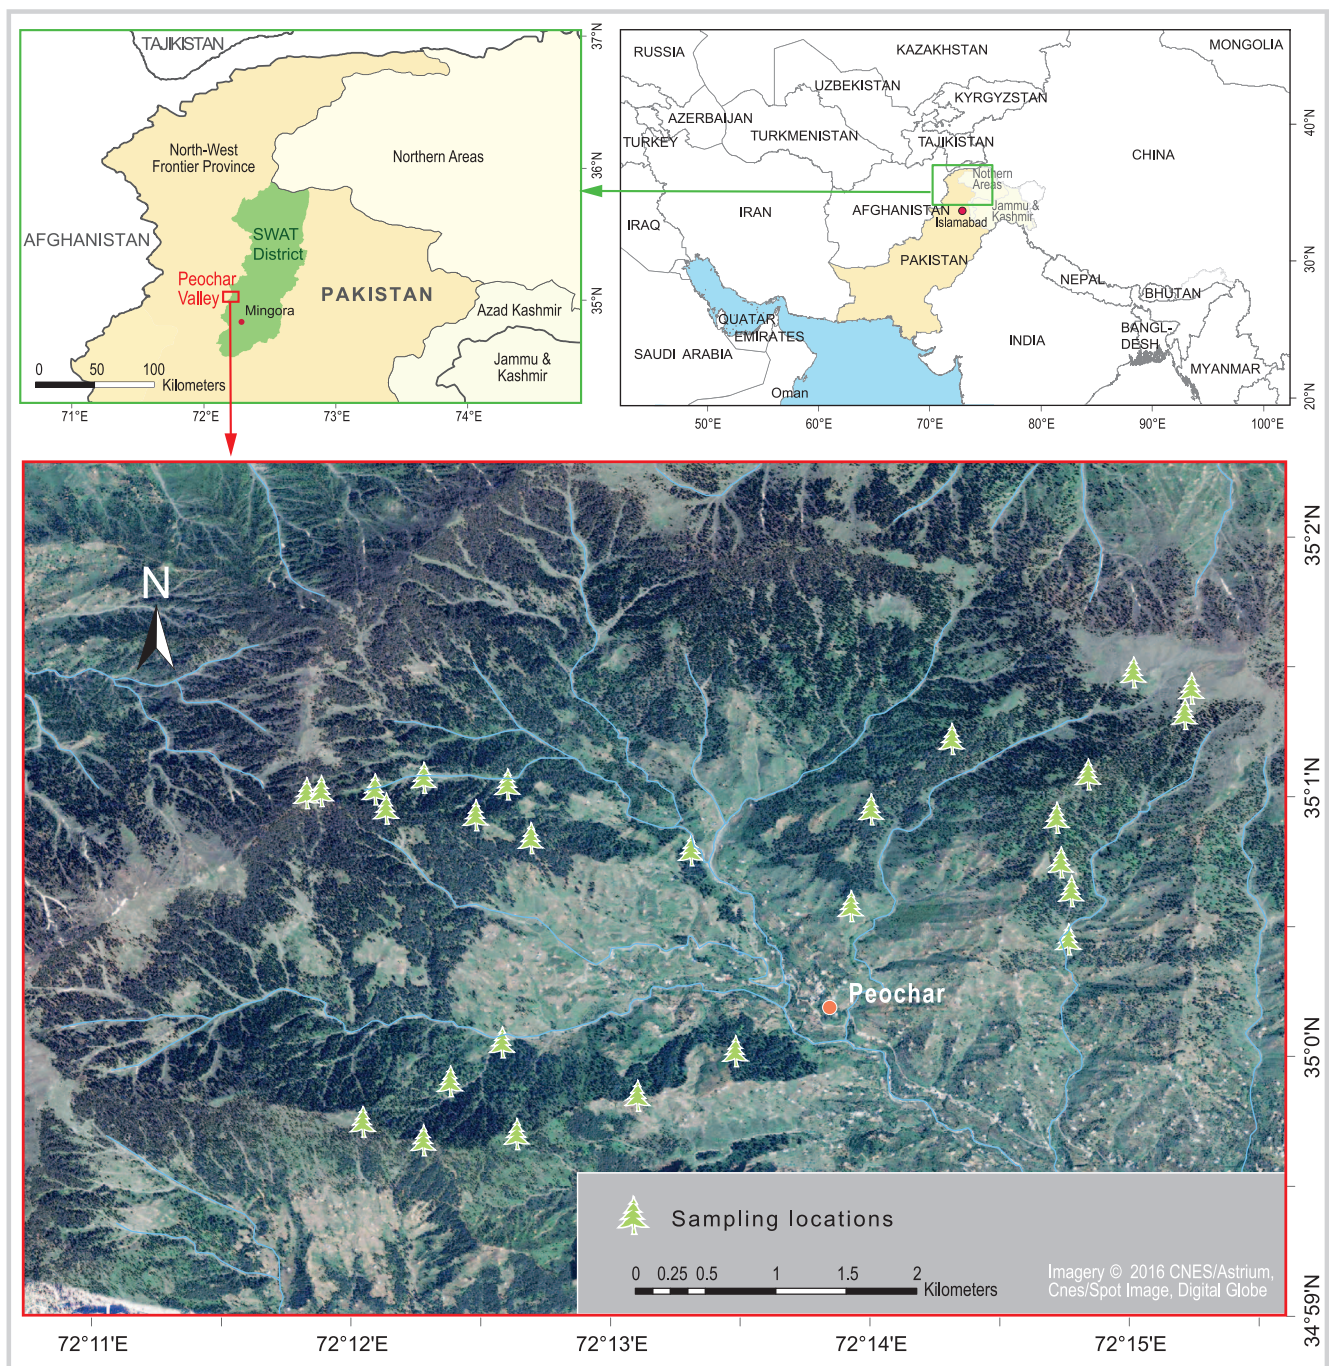 TAJIKISTAN
North-West
Frontier Province
Northern Areas
AFGHANISTAN
SWAT
District
Peochar
Valley
Mingora
PAKISTAN
Azad Kashmir
Jammu &
Kashmir
0 50 100
Kilometers
71°E 72°E 73°E 74°E
37°N
36°N
35°N
RUSSIA
KAZAKHSTAN
MONGOLIA
UZBEKISTAN
KYRGYZSTAN
AZERBAIJAN
TURKEY
TURKMENISTAN
TAJIKISTAN
CHINA
Nothern
Areas
Jammu &
Kashmir
IRAN
AFGHANISTAN
Islamabad
IRAQ
PAKISTAN
NEPAL
BHUTAN
QUATAR
EMIRATES
BANGL-
DESH
SAUDI ARABIA
INDIA
MYANMAR
Oman
50°E 60°E 70°E 80°E 90°E 100°E
40°N
30°N
20°N
N
Peochar
Sampling locations
0 0.25 0.5 1 1.5 2
Kilometers
Imagery © 2016 CNES/Astrium,
Cnes/Spot Image, Digital Globe
35°2'N
35°1'N
35°0'N
34°59'N
72°11'E 72°12'E 72°13'E 72°14'E 72°15'E